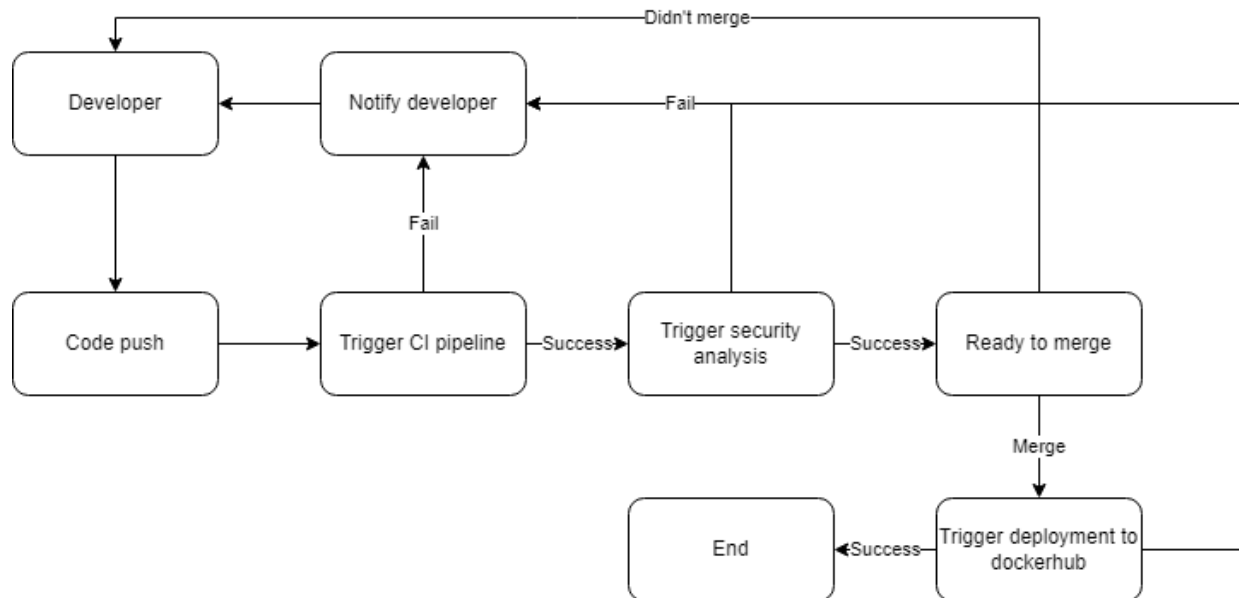 Didn't merge
Developer
Notify developer
Fail
Fail
Code push
Trigger CI pipeline
Success
Trigger security
analysis
Success
Ready to merge
Merge
End
Success
Trigger deployment to
dockerhub